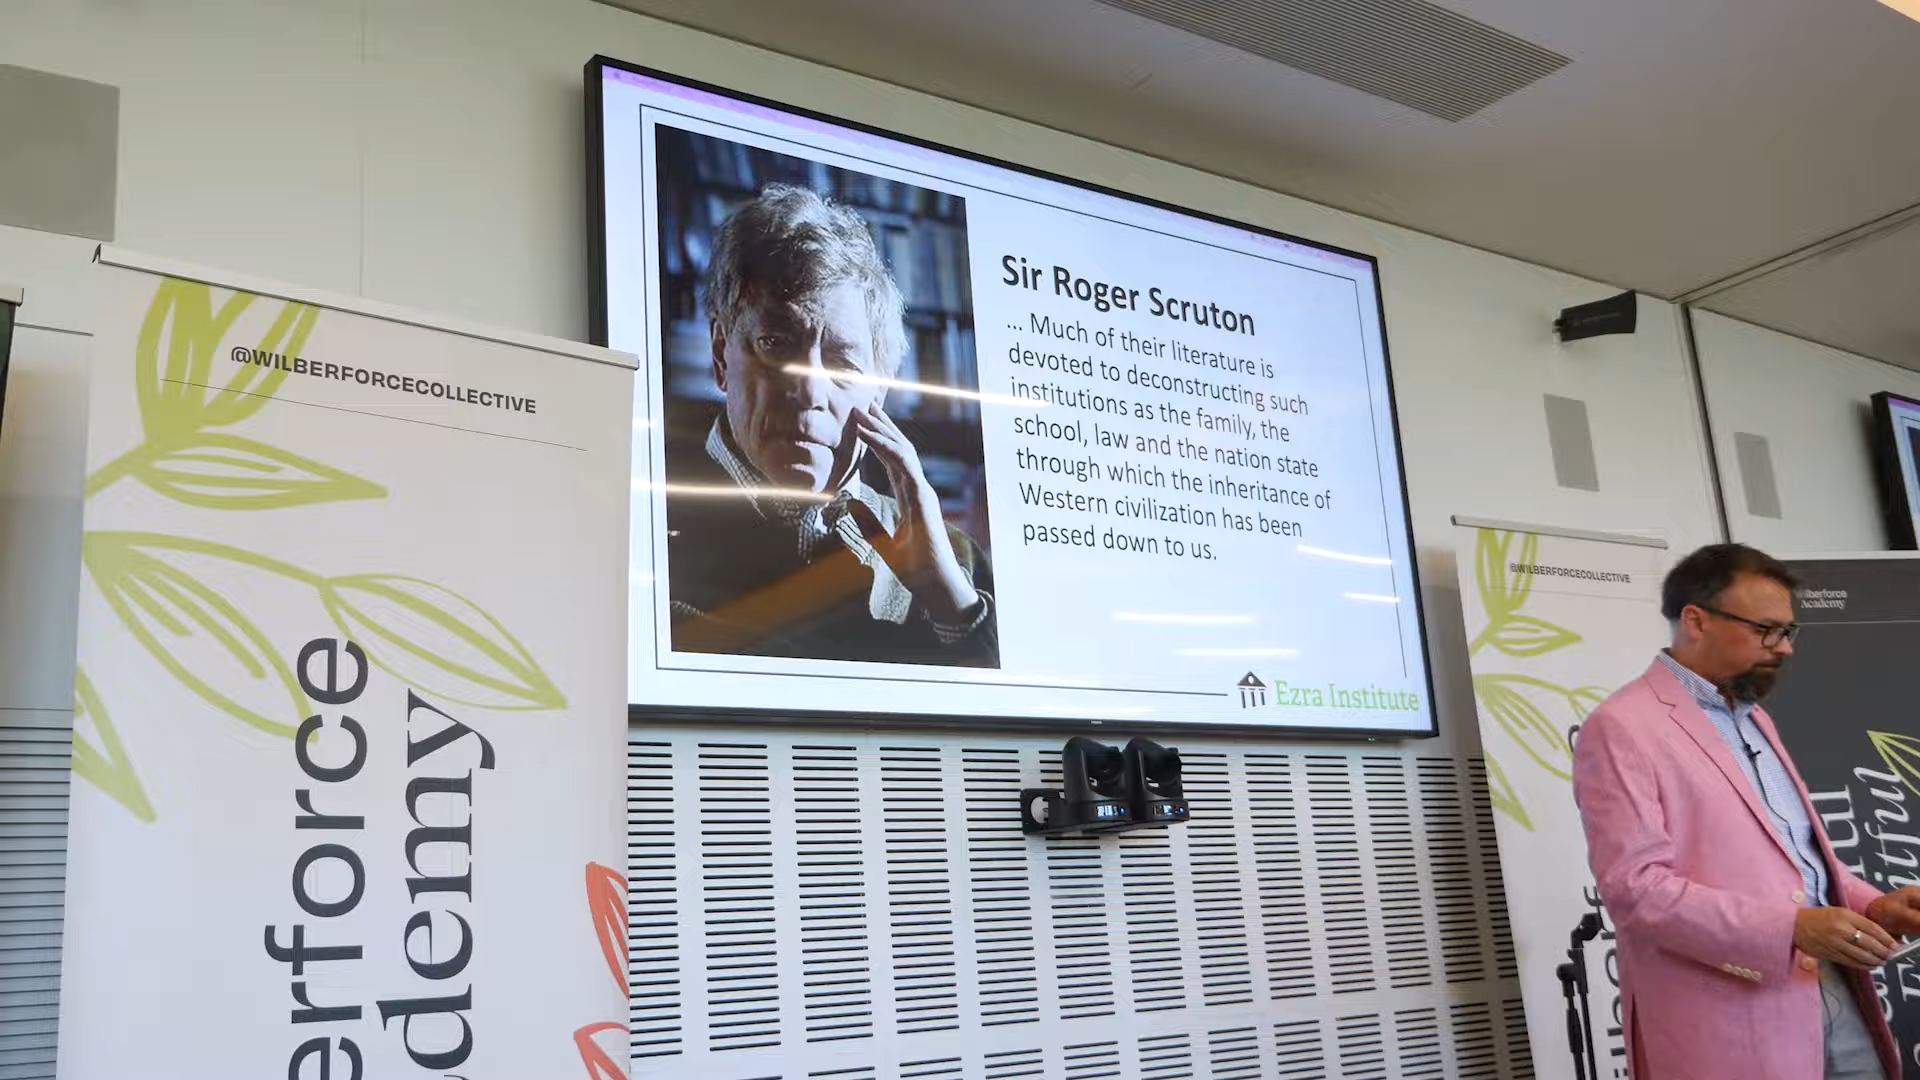 @WILBERFORCECOLLECTIVE
erforce
demy
Sir Roger Scruton
... Much of their literature is
devoted to deconstructing such
institutions as the family, the
school, law and the nation state
through which the inheritance of
Western civilization has been
passed down to us.
Ezra Institute
@WILBERFORCECOLLECTIVE
Wilberforce
Academy